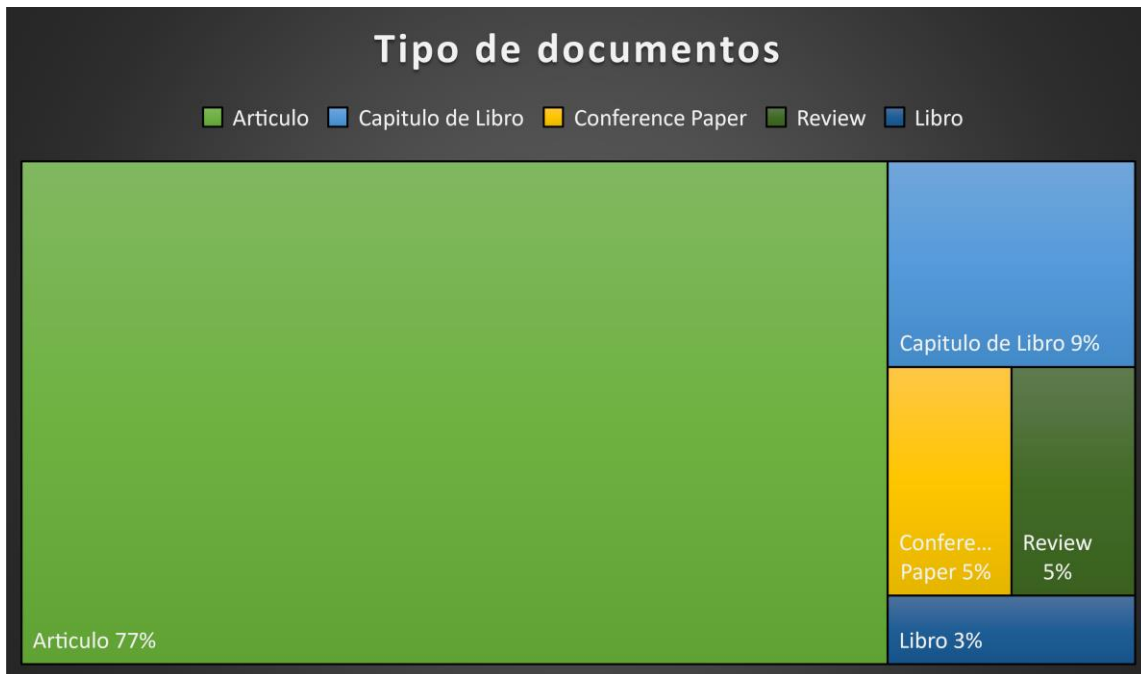 Tipo de documentos
Articulo Capitulo de Libro Conference Paper Review Libro
Articulo 77%
Capitulo de Libro 9%
Confere...
Paper 5%
Review
5%
Libro 3%